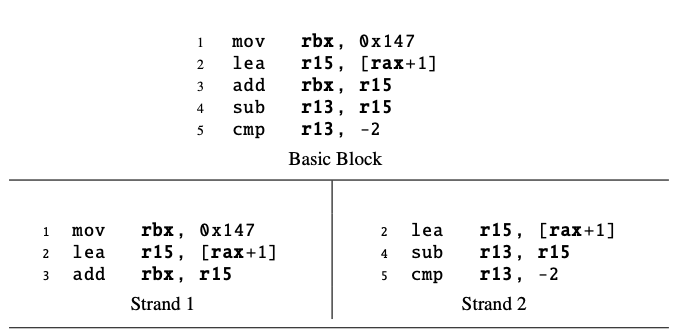 1 mov rbx, 0x147
2 lea r15, [rax+1]
3 add rbx, r15
4 sub r13, r15
5 cmp r13, -2
Basic Block
1 mov rbx, 0x147
2 lea r15, [rax+1]
3 add rbx, r15
Strand 1
2 lea r15, [rax+1]
4 sub r13, r15
5 cmp r13, -2
Strand 2